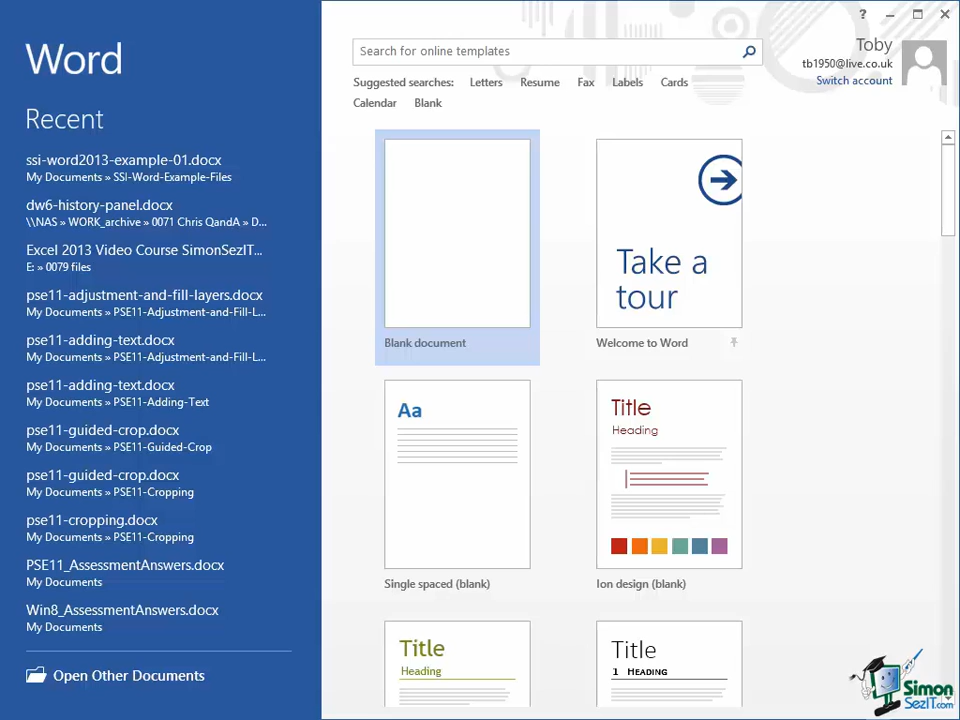 Word
Recent
ssi-word2013-example-01.docx
My Documents » SSI-Word-Example-Files
dw6-history-panel.docx
\\NAS » WORK_archive » 0071 Chris QandA » D...
Excel 2013 Video Course SimonSezIT...
E: » 0079 files
pse11-adjustment-and-fill-layers.docx
My Documents » PSE11-Adjustment-and-Fill-L...
pse11-adding-text.docx
My Documents » PSE11-Adjustment-and-Fill-L...
pse11-adding-text.docx
My Documents » PSE11-Adding-Text
pse11-guided-crop.docx
My Documents » PSE11-Guided-Crop
pse11-guided-crop.docx
My Documents » PSE11-Cropping
pse11-cropping.docx
My Documents » PSE11-Cropping
PSE11_AssessmentAnswers.docx
My Documents
Win8_AssessmentAnswers.docx
My Documents
Open Other Documents
?
Search for online templates
Toby
tb1950@live.co.uk
Switch account
Suggested searches: Letters Resume Fax Labels Cards
Calendar Blank
Take a
tour
Blank document
Welcome to Word
Aa
Title
Heading
Single spaced (blank)
Ion design (blank)
Title
Heading
Title
1 HEADING
Simon
SezIT.com